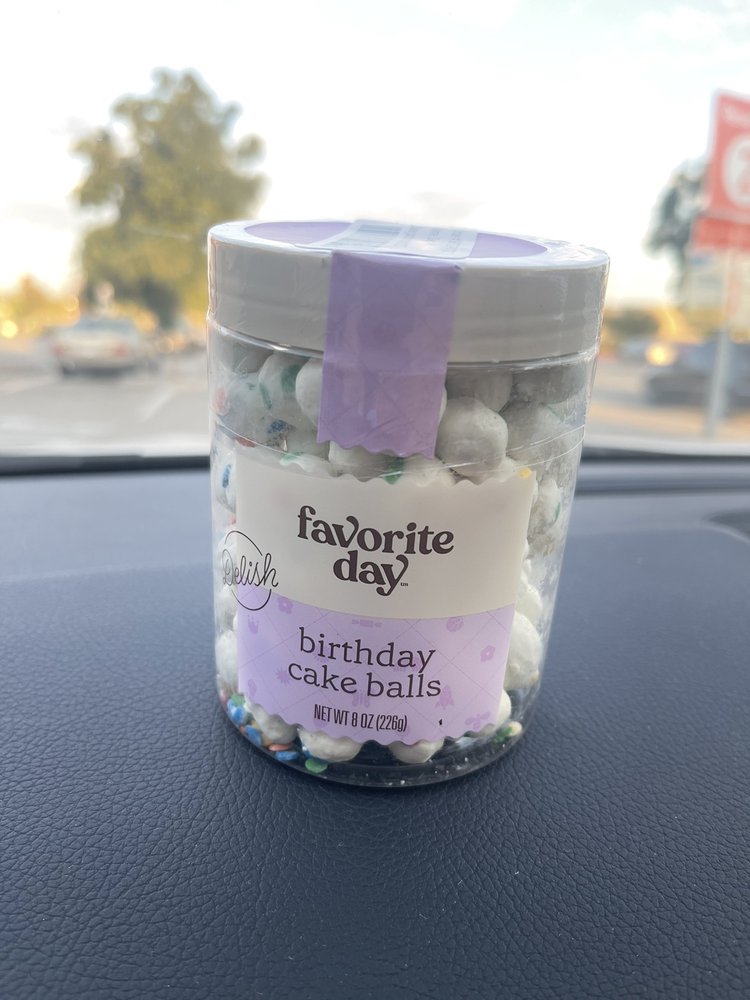 favorite
day
Delish
birthday
cake balls
NET WT 8 OZ (226g)